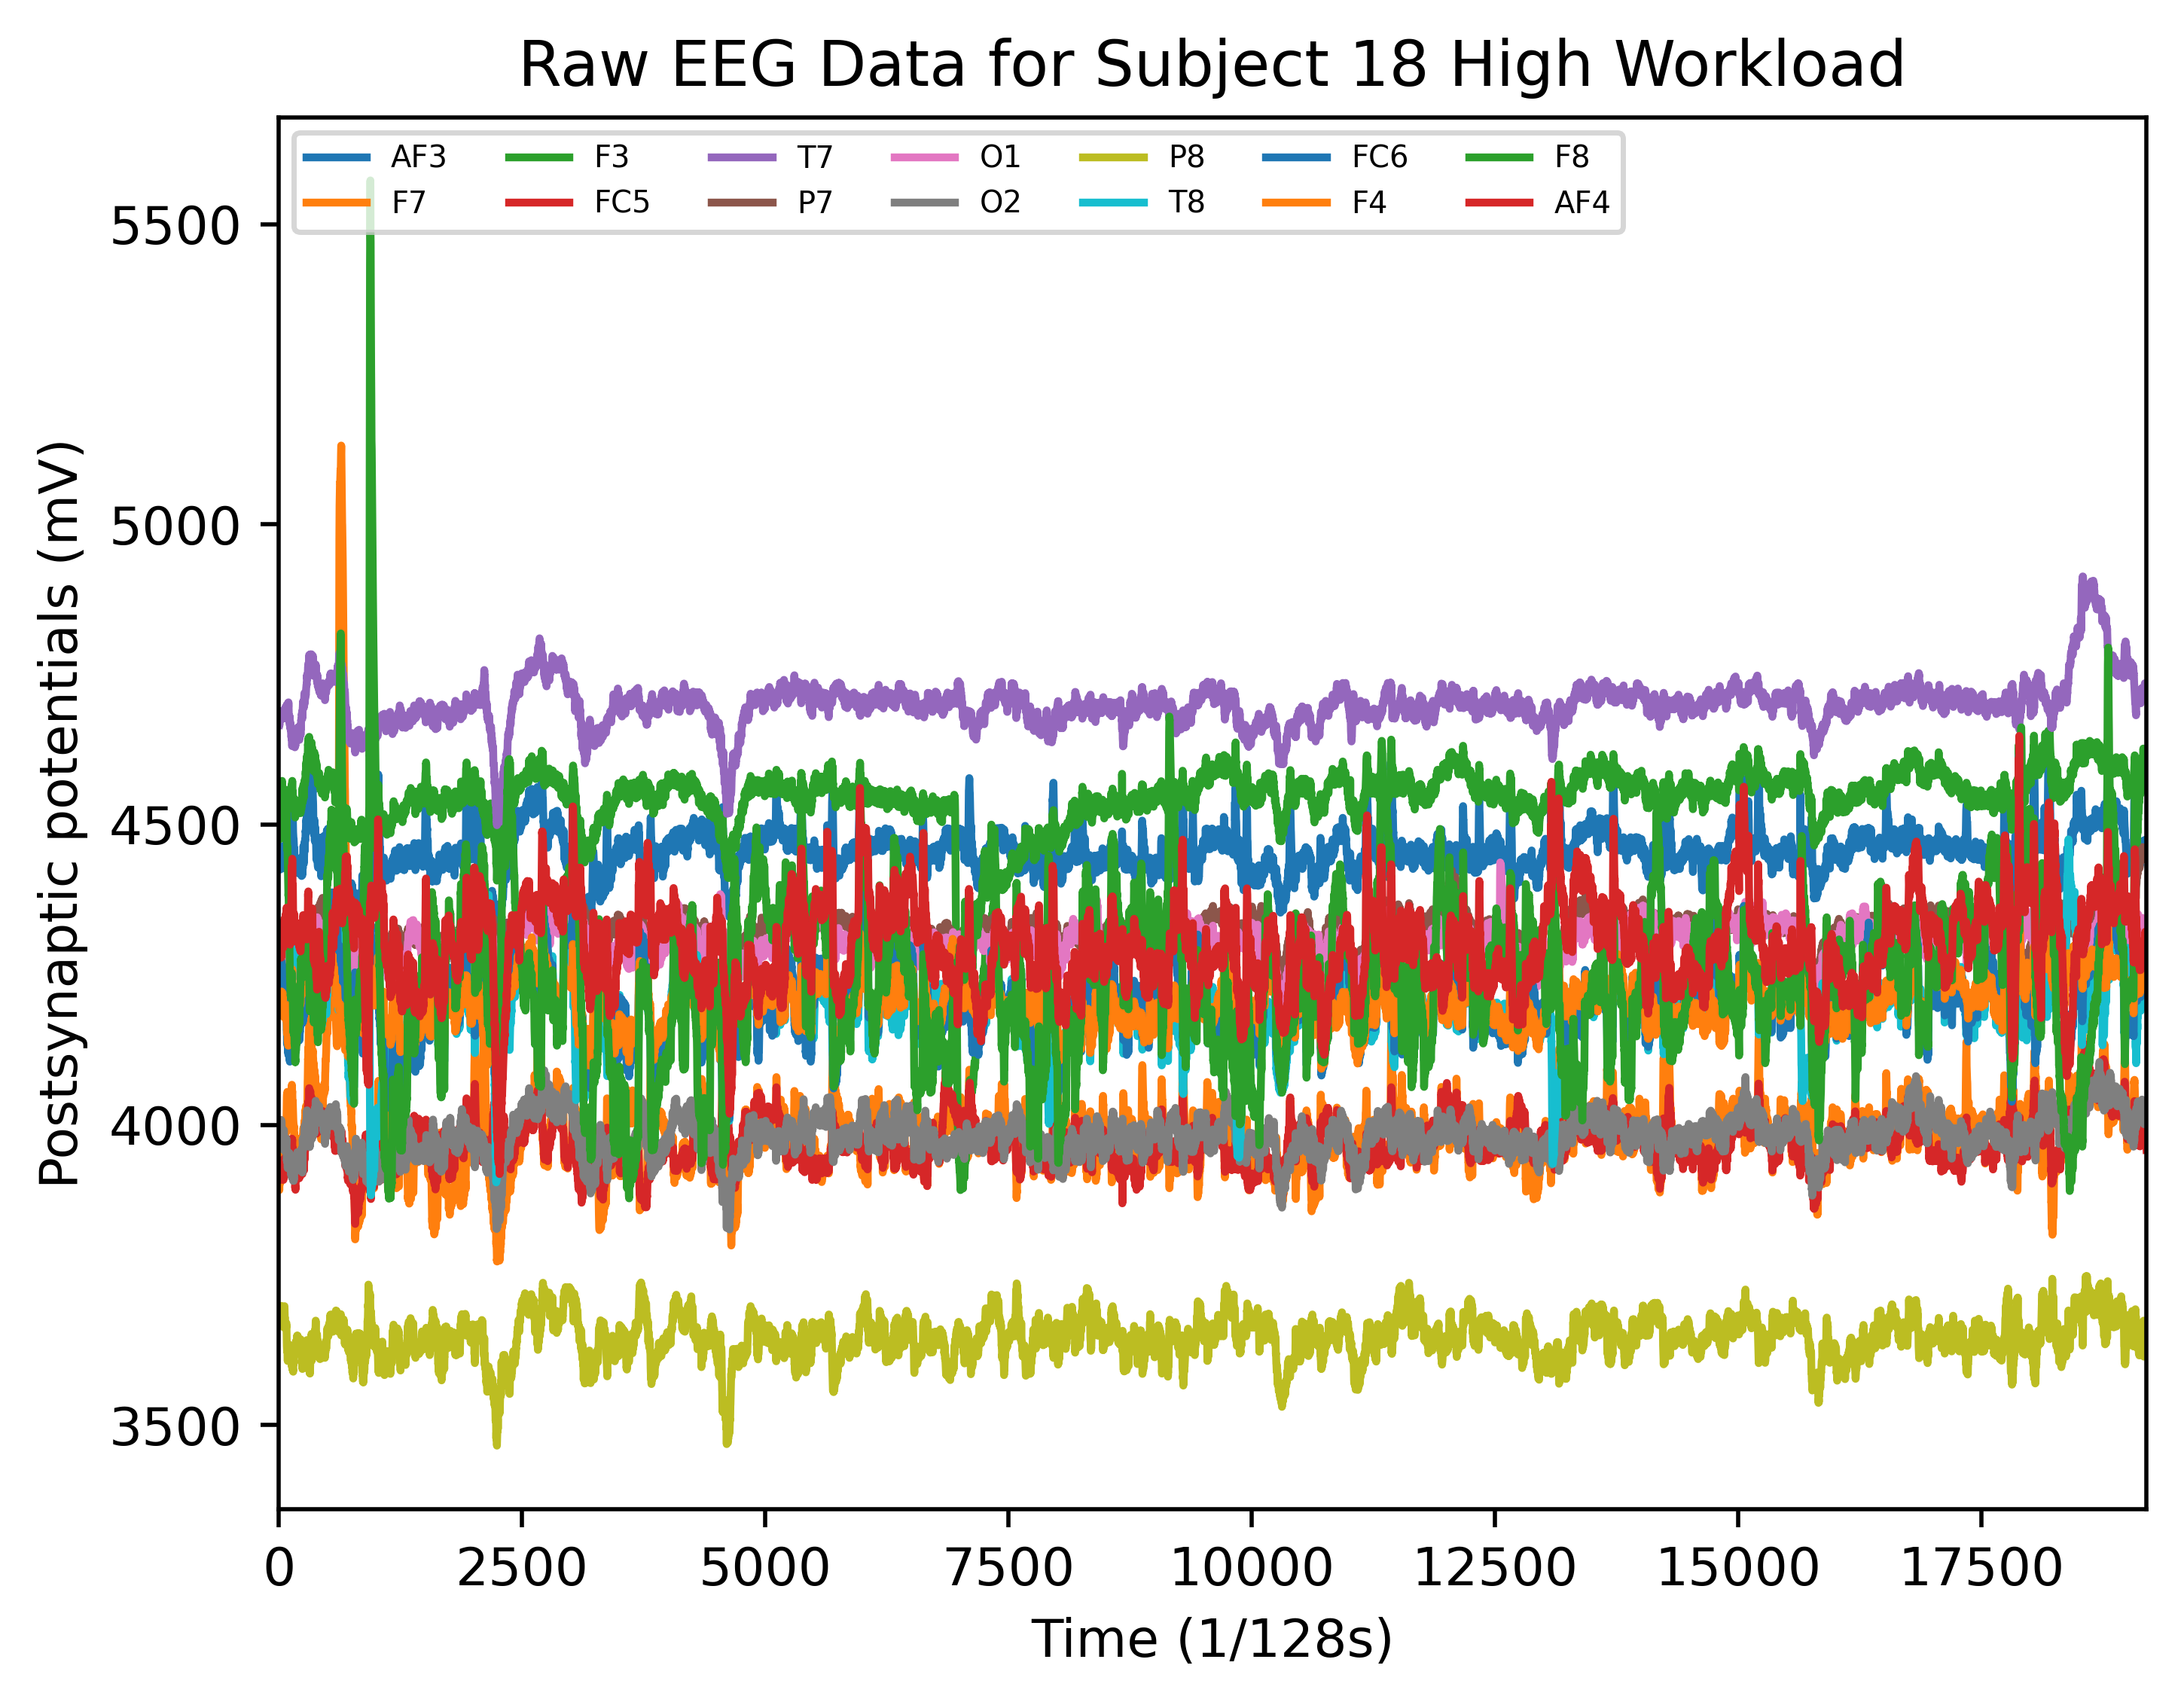 Raw EEG Data for Subject 18 High Workload
AF3 F3 T7 O1 P8 FC6 F8
F7 FC5 P7 O2 T8 F4 AF4
5500
5000
4500
4000
3500
Postsynaptic potentials (mV)
0 2500 5000 7500 10000 12500 15000 17500
Time (1/128s)